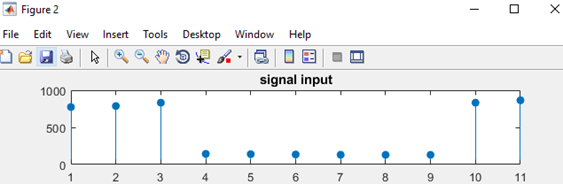 Figure 2
File Edit View Insert Tools Desktop Window Help
signal input
1000
500
0
1 2 3 4 5 6 7 8 9 10 11